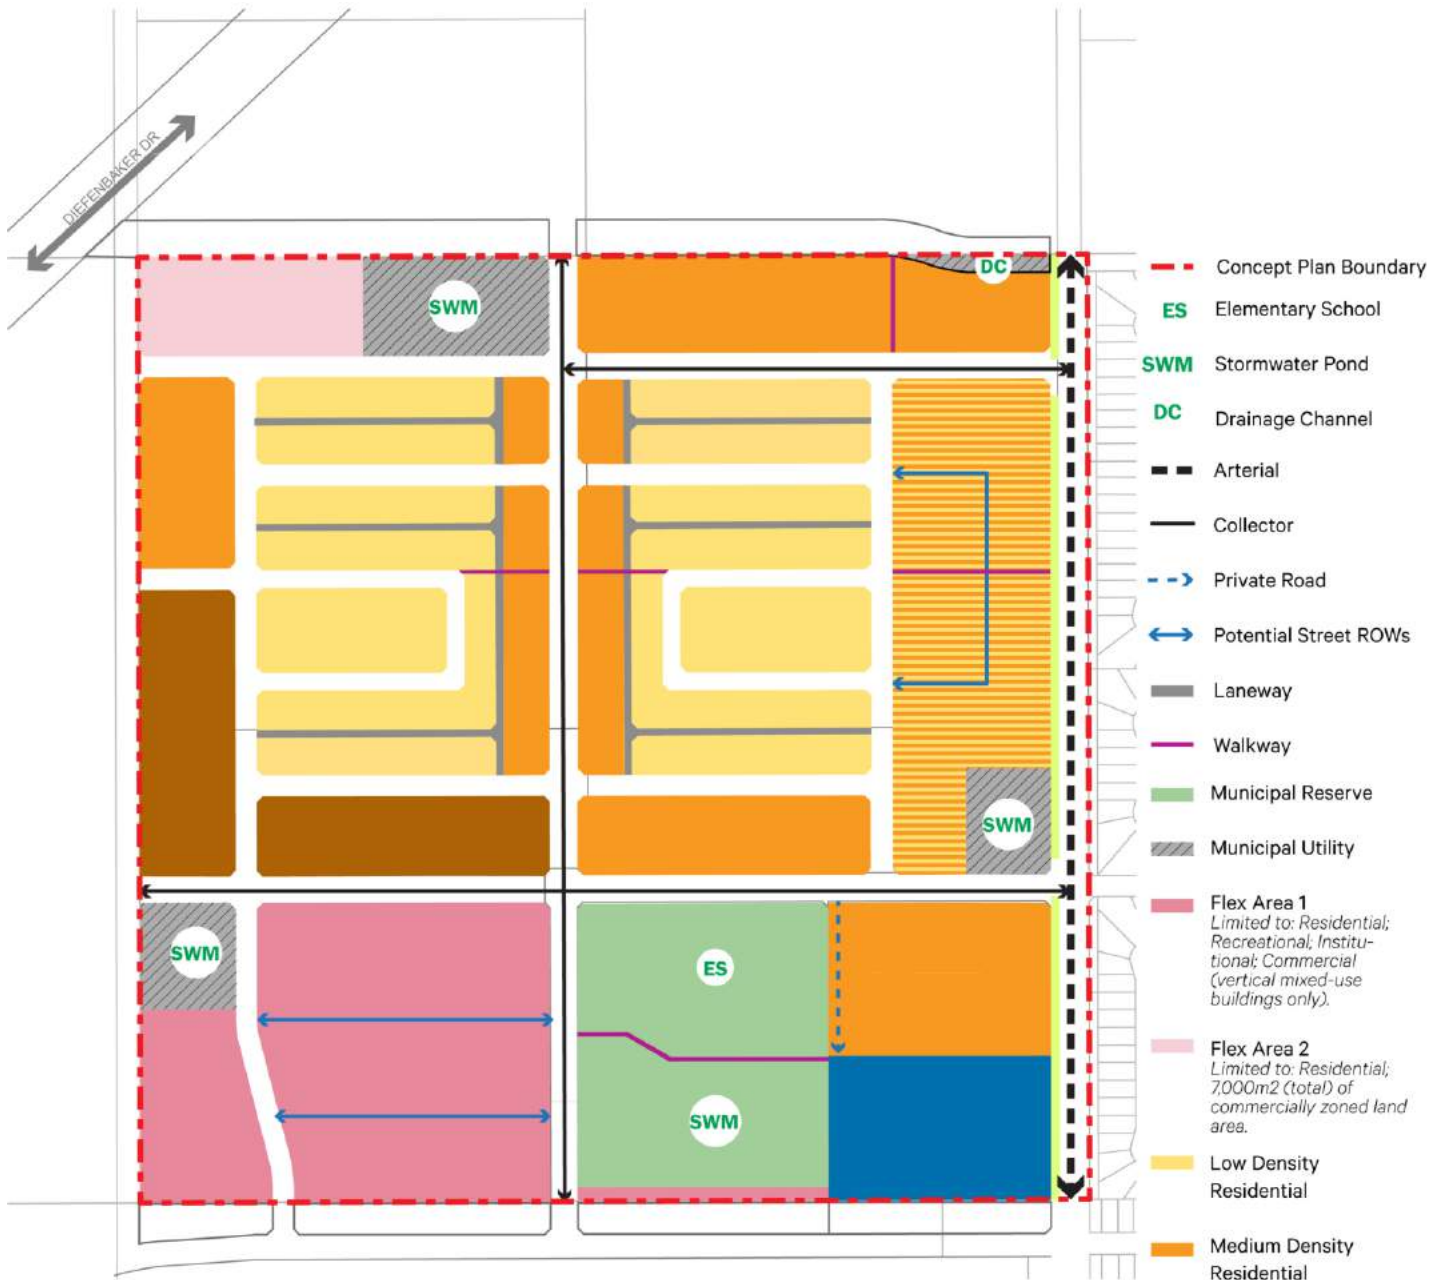 DIEFENBAKER DR
SWM
DC
SWM
SWM
ES
SWM
Concept Plan Boundary
ES Elementary School
SWM Stormwater Pond
DC Drainage Channel
Arterial
Collector
Private Road
Potential Street ROWs
Laneway
Walkway
Municipal Reserve
Municipal Utility
Flex Area 1
Limited to: Residential;
Recreational; Institu-
tional; Commercial
(vertical mixed-use
buildings only).
Flex Area 2
Limited to: Residential;
7,000m2 (total) of
commercially zoned land
area.
Low Density
Residential
Medium Density
Residential